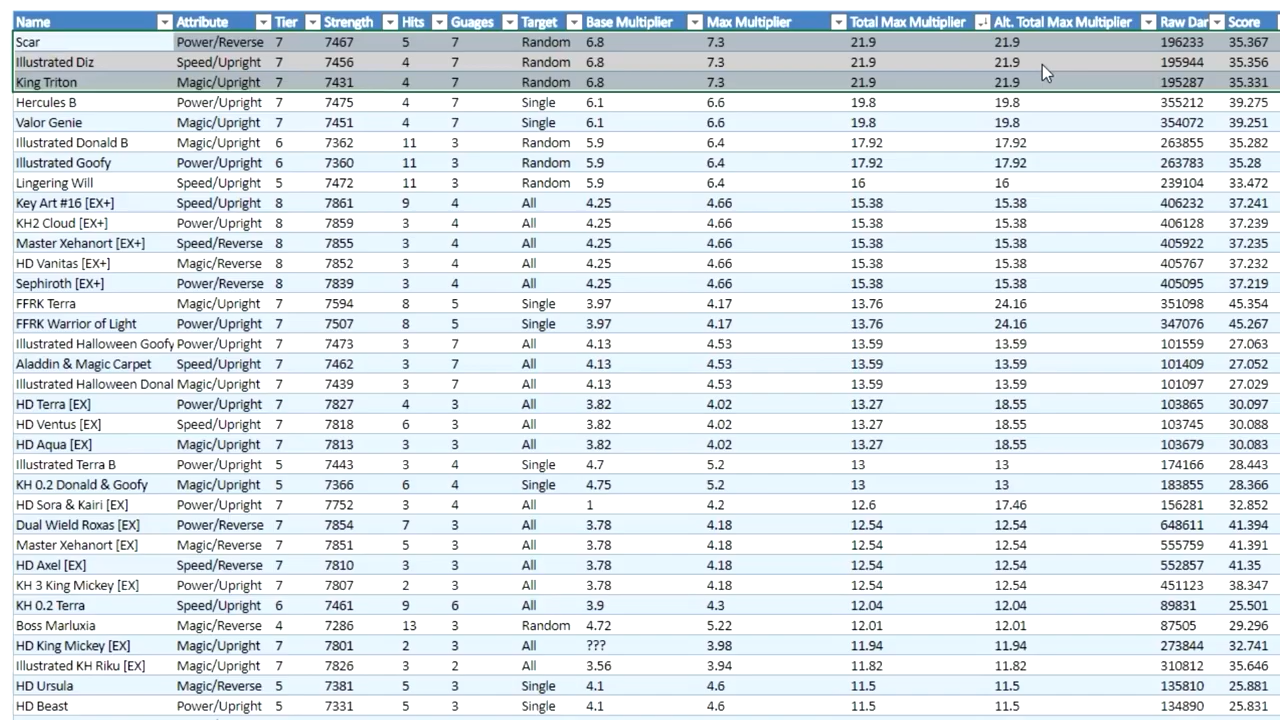 Name Attribute Tier Strength Hits Guages Target Base Multiplier Max Multiplier Total Max Multiplier Alt. Total Max Multiplier Raw Dar Score
Scar Power/Reverse 7 7467 5 7 Random 6.8 7.3 21.9 21.9 196233 35.367
Illustrated Diz Speed/Upright 7 7456 4 7 Random 6.8 7.3 21.9 21.9 195944 35.356
King Triton Magic/Upright 7 7431 4 7 Random 6.8 7.3 21.9 21.9 195287 35.331
Hercules B Power/Upright 7 7475 4 7 Single 6.1 6.6 19.8 19.8 355212 39.275
Valor Genie Magic/Upright 7 7451 4 7 Single 6.1 6.6 19.8 19.8 354072 39.251
Illustrated Donald B Magic/Upright 6 7362 11 3 Random 5.9 6.4 17.92 17.92 263855 35.282
Illustrated Goofy Power/Upright 6 7360 11 3 Random 5.9 6.4 17.92 17.92 263783 35.28
Lingering Will Speed/Upright 5 7472 11 3 Random 5.9 6.4 16 16 239104 33.472
Key Art #16 [EX+] Speed/Upright 8 7861 9 4 All 4.25 4.66 15.38 15.38 406232 37.241
KH2 Cloud [EX+] Power/Upright 8 7859 3 4 All 4.25 4.66 15.38 15.38 406128 37.239
Master Xehanort [EX+] Speed/Reverse 8 7855 3 4 All 4.25 4.66 15.38 15.38 405922 37.235
HD Vanitas [EX+] Magic/Reverse 8 7852 3 4 All 4.25 4.66 15.38 15.38 405767 37.232
Sephiroth [EX+] Power/Reverse 8 7839 3 4 All 4.25 4.66 15.38 15.38 405095 37.219
FFRK Terra Magic/Upright 7 7594 8 5 Single 3.97 4.17 13.76 24.16 351098 45.354
FFRK Warrior of Light Power/Upright 7 7507 8 5 Single 3.97 4.17 13.76 24.16 347076 45.267
Illustrated Halloween Goofy Power/Upright 7 7473 3 7 All 4.13 4.53 13.59 13.59 101559 27.063
Aladdin & Magic Carpet Speed/Upright 7 7462 3 7 All 4.13 4.53 13.59 13.59 101409 27.052
Illustrated Halloween Donal Magic/Upright 7 7439 3 7 All 4.13 4.53 13.59 13.59 101097 27.029
HD Terra [EX] Power/Upright 7 7827 4 3 All 3.82 4.02 13.27 18.55 103865 30.097
HD Ventus [EX] Speed/Upright 7 7818 6 3 All 3.82 4.02 13.27 18.55 103745 30.088
HD Aqua [EX] Magic/Upright 7 7813 3 3 All 3.82 4.02 13.27 18.55 103679 30.083
Illustrated Terra B Power/Upright 5 7443 3 4 Single 4.7 5.2 13 13 174166 28.443
KH 0.2 Donald & Goofy Power/Upright 5 7366 6 4 Single 4.75 5.2 13 13 183855 28.366
HD Sora & Kairi [EX] Power/Upright 7 7752 3 4 All 1 4.2 12.6 17.46 156281 32.852
Dual Wield Roxas [EX] Power/Reverse 7 7854 7 3 All 3.78 4.18 12.54 12.54 648611 41.394
Master Xehanort [EX] Magic/Reverse 7 7851 5 3 All 3.78 4.18 12.54 12.54 555759 41.391
HD Axel [EX] Speed/Reverse 7 7810 3 3 All 3.78 4.18 12.54 12.54 552857 41.35
KH 3 King Mickey [EX] Power/Upright 7 7807 2 3 All 3.78 4.18 12.54 12.54 451123 38.347
KH 0.2 Terra Speed/Upright 6 7461 9 6 All 3.9 4.3 12.04 12.04 89831 25.501
Boss Marluxia Magic/Reverse 4 7286 13 3 Random 4.72 5.22 12.01 12.01 87505 29.296
HD King Mickey [EX] Magic/Upright 7 7801 2 3 All ??? 3.98 11.94 11.94 273844 32.741
Illustrated KH Riku [EX] Magic/Upright 7 7826 3 2 All 3.56 3.94 11.82 11.82 310812 35.646
HD Ursula Magic/Reverse 5 7381 5 3 Single 4.1 4.6 11.5 11.5 135810 25.881
HD Beast Power/Upright 5 7331 5 3 Single 4.1 4.6 11.5 11.5 134890 25.831